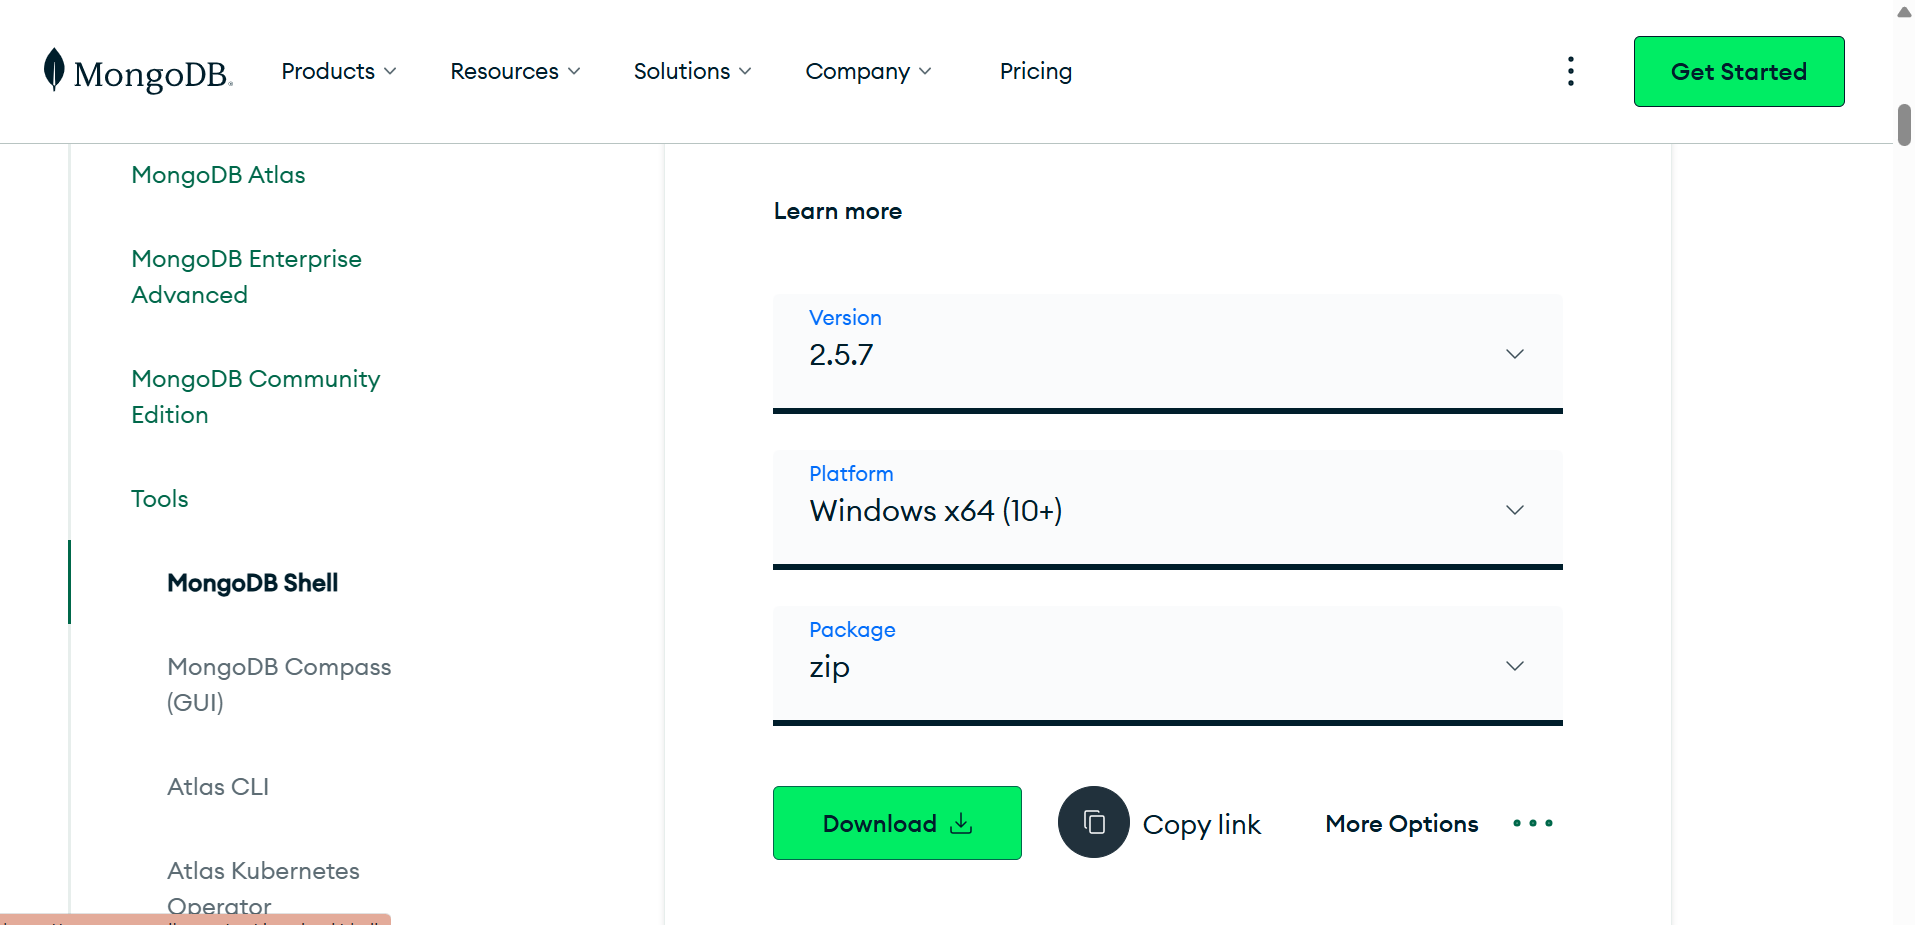 MongoDB.
Products
Resources
Solutions
Company
Pricing
Get Started
MongoDB Atlas
MongoDB Enterprise
Advanced
MongoDB Community
Edition
Tools
MongoDB Shell
MongoDB Compass
(GUI)
Atlas CLI
Atlas Kubernetes
Operator
Learn more
Version
2.5.7
Platform
Windows x64 (10+)
Package
zip
Download
Copy link
More Options